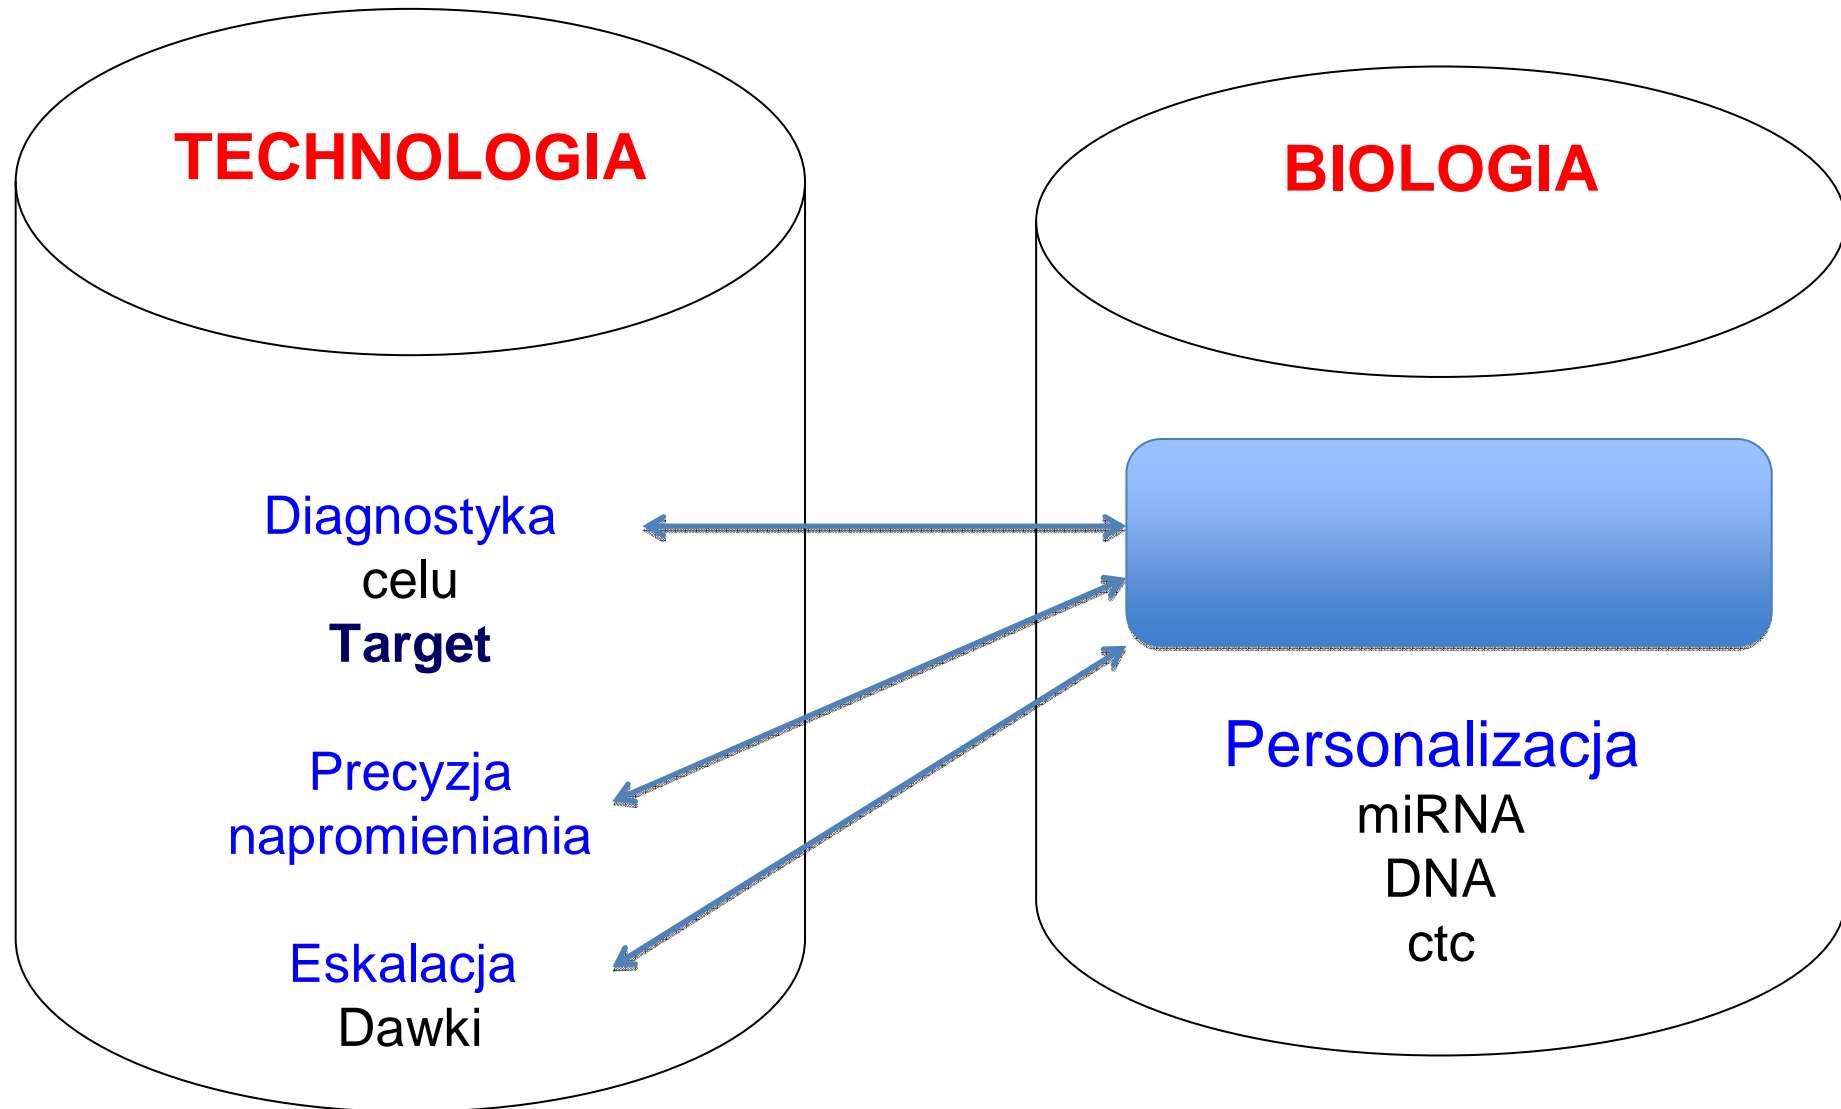 TECHNOLOGIA
Diagnostyka
celu
Target
Precyzja
napromieniania
Eskalacja
Dawki
BIOLOGIA
Personalizacja
miRNA
DNA
ctc